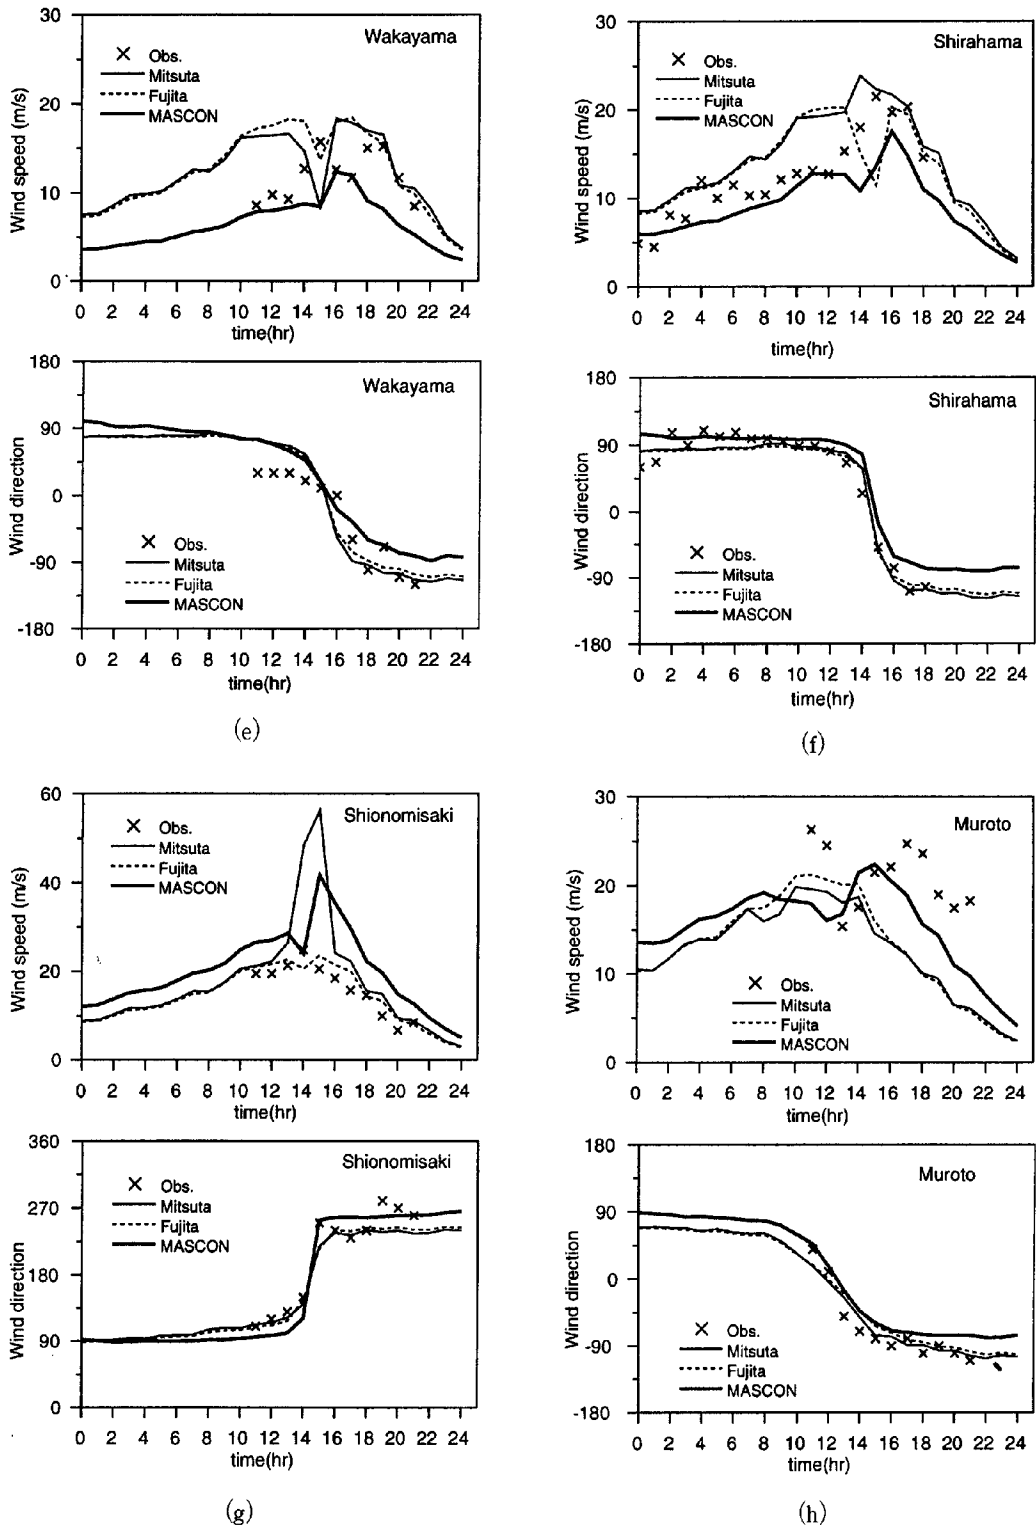 Wakayama
Wind speed (m/s)
30
20
10
0
Obs.
Mitsuta
Fujita
MASCON
0 2 4 6 8 10 12 14 16 18 20 22 24
time(hr)
Wakayama
Wind direction
180
90
0
-90
-180
Obs.
Mitsuta
Fujita
MASCON
0 2 4 6 8 10 12 14 16 18 20 22 24
time(hr)
(e)
Shirahama
Wind speed (m/s)
30
20
10
0
Obs.
Mitsuta
Fujita
MASCON
0 2 4 6 8 10 12 14 16 18 20 22 24
time(hr)
Shirahama
Wind direction
180
90
0
-90
-180
Obs.
Mitsuta
Fujita
MASCON
0 2 4 6 8 10 12 14 16 18 20 22 24
time(hr)
(f)
Shionomisaki
Wind speed (m/s)
60
40
20
0
Obs.
Mitsuta
Fujita
MASCON
0 2 4 6 8 10 12 14 16 18 20 22 24
time(hr)
Shionomisaki
Wind direction
360
270
180
90
0
Obs.
Mitsuta
Fujita
MASCON
0 2 4 6 8 10 12 14 16 18 20 22 24
time(hr)
(g)
Muroto
Wind speed (m/s)
30
20
10
0
Obs.
Mitsuta
Fujita
MASCON
0 2 4 6 8 10 12 14 16 18 20 22 24
time(hr)
Muroto
Wind direction
180
90
0
-90
-180
Obs.
Mitsuta
Fujita
MASCON
0 2 4 6 8 10 12 14 16 18 20 22 24
time(hr)
(h)